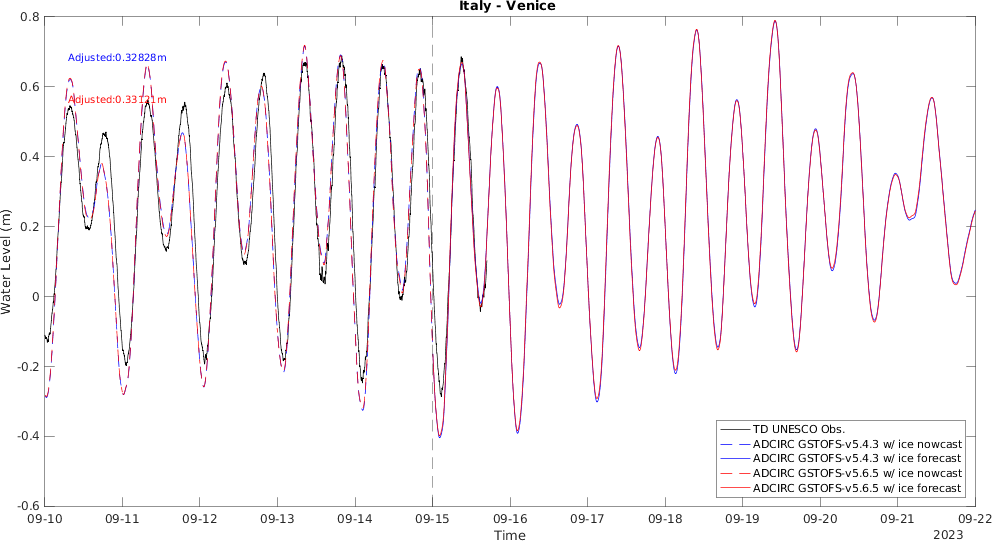 Italy - Venice
Water Level (m)
0.8
0.6
0.4
0.2
0
-0.2
-0.4
-0.6
Adjusted:0.32828m
Adjusted:0.33121m
TD UNESCO Obs.
ADCIRC GSTOFS-v5.4.3 w/ ice nowcast
ADCIRC GSTOFS-v5.4.3 w/ ice forecast
ADCIRC GSTOFS-v5.6.5 w/ ice nowcast
ADCIRC GSTOFS-v5.6.5 w/ ice forecast
09-10 09-11 09-12 09-13 09-14 09-15 09-16 09-17 09-18 09-19 09-20 09-21 09-22
Time
2023